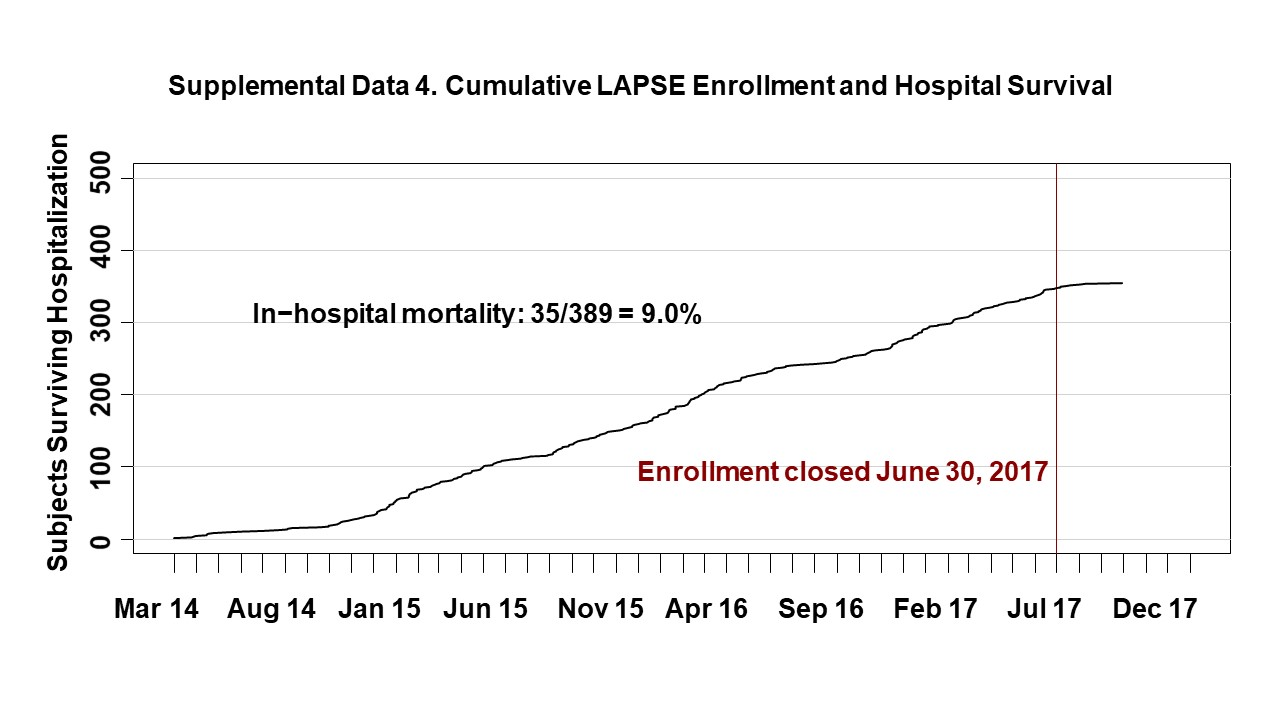 Supplemental Data 4. Cumulative LAPSE Enrollment and Hospital Survival
Subjects Surviving Hospitalization
500
400
300
200
100
0
In−hospital mortality: 35/389 = 9.0%
Enrollment closed June 30, 2017
Mar 14 Aug 14 Jan 15 Jun 15 Nov 15 Apr 16 Sep 16 Feb 17 Jul 17 Dec 17